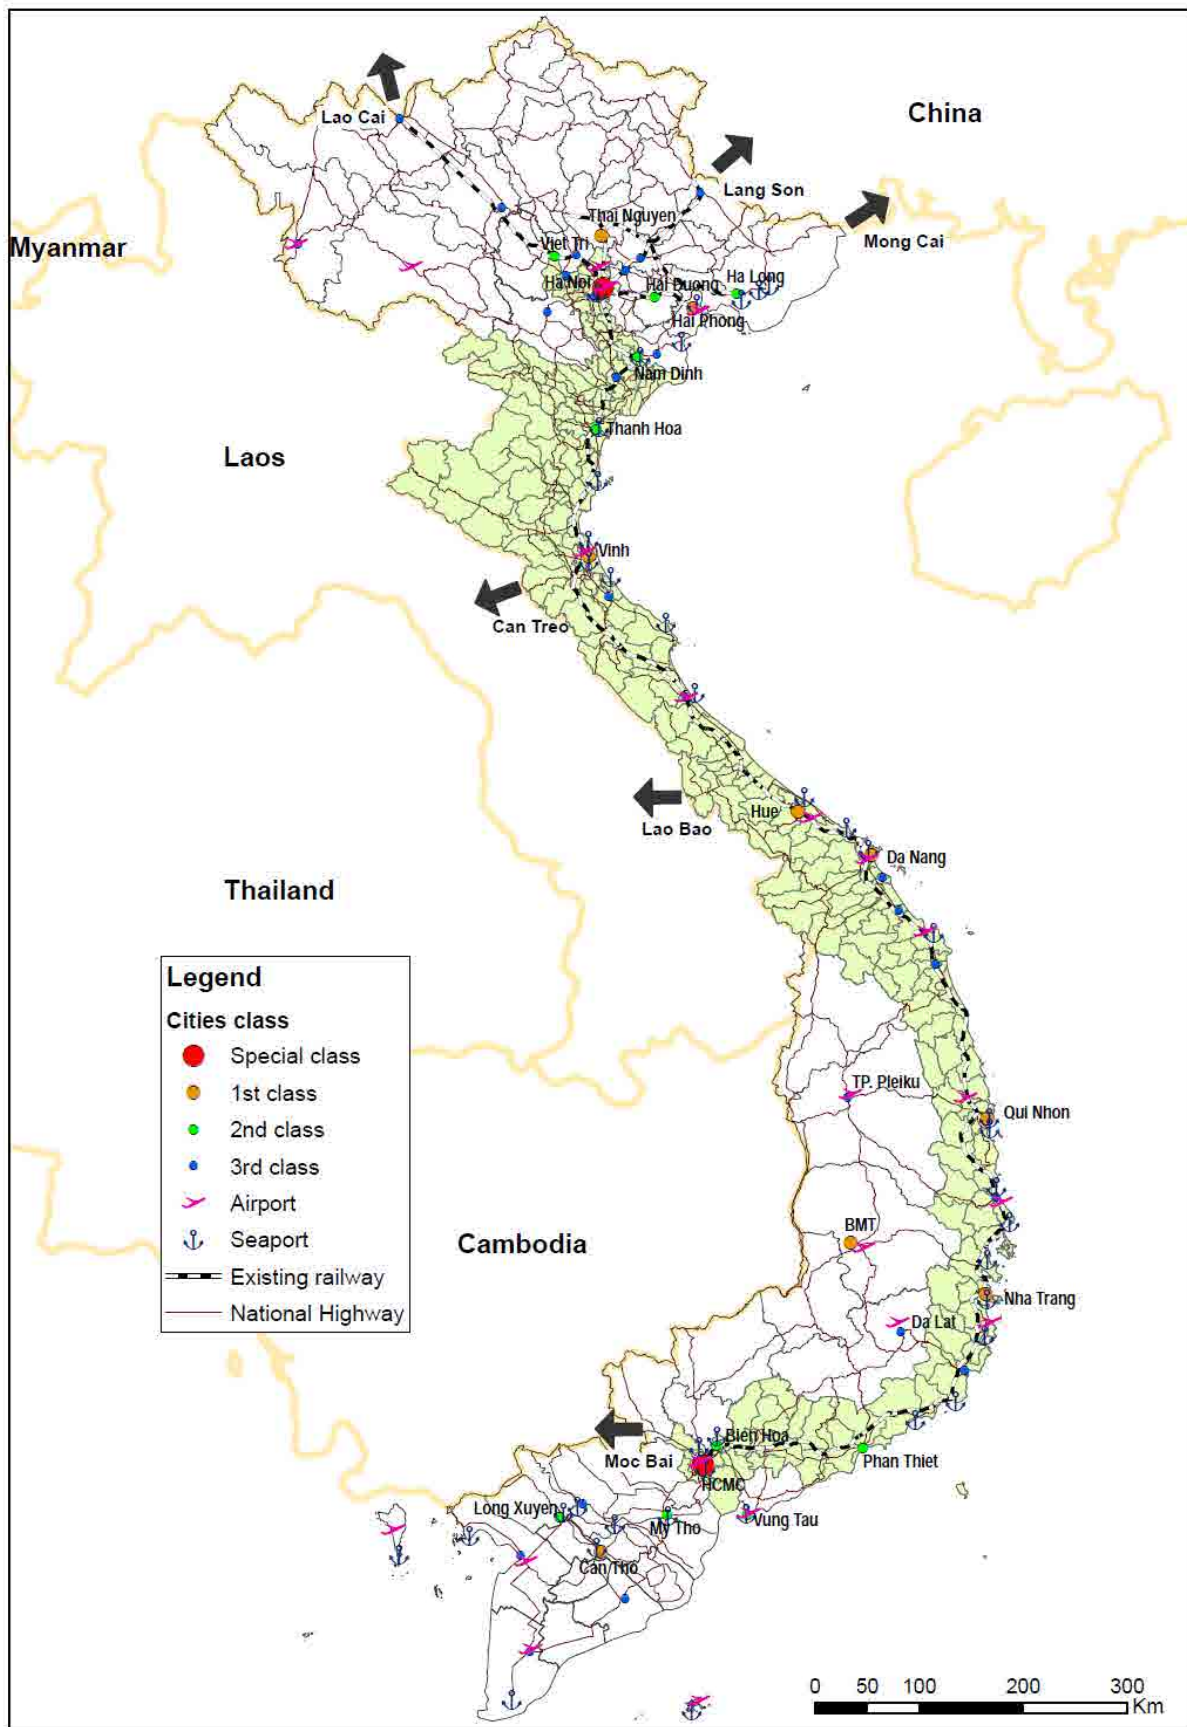 China
Lao Cai
Lang Son
Thai Nguyen
Mong Cai
Myanmar
Viet Tri
Ha Noi
Hai Duong
Ha Long
Hai Phong
Nam Dinh
Thanh Hoa
Laos
Vinh
Can Treo
Hue
Lao Bao
Da Nang
Thailand
Legend
Cities class
Special class
1st class
2nd class
3rd class
Airport
Seaport
Existing railway
National Highway
TP. Pleiku
Qui Nhon
BMT
Cambodia
Nha Trang
Da Lat
Bien Hoa
Moc Bai
Phan Thiet
HCMC
Long Xuyen
My Tho
Vung Tau
Can Tho
0 50 100 200 300
Km